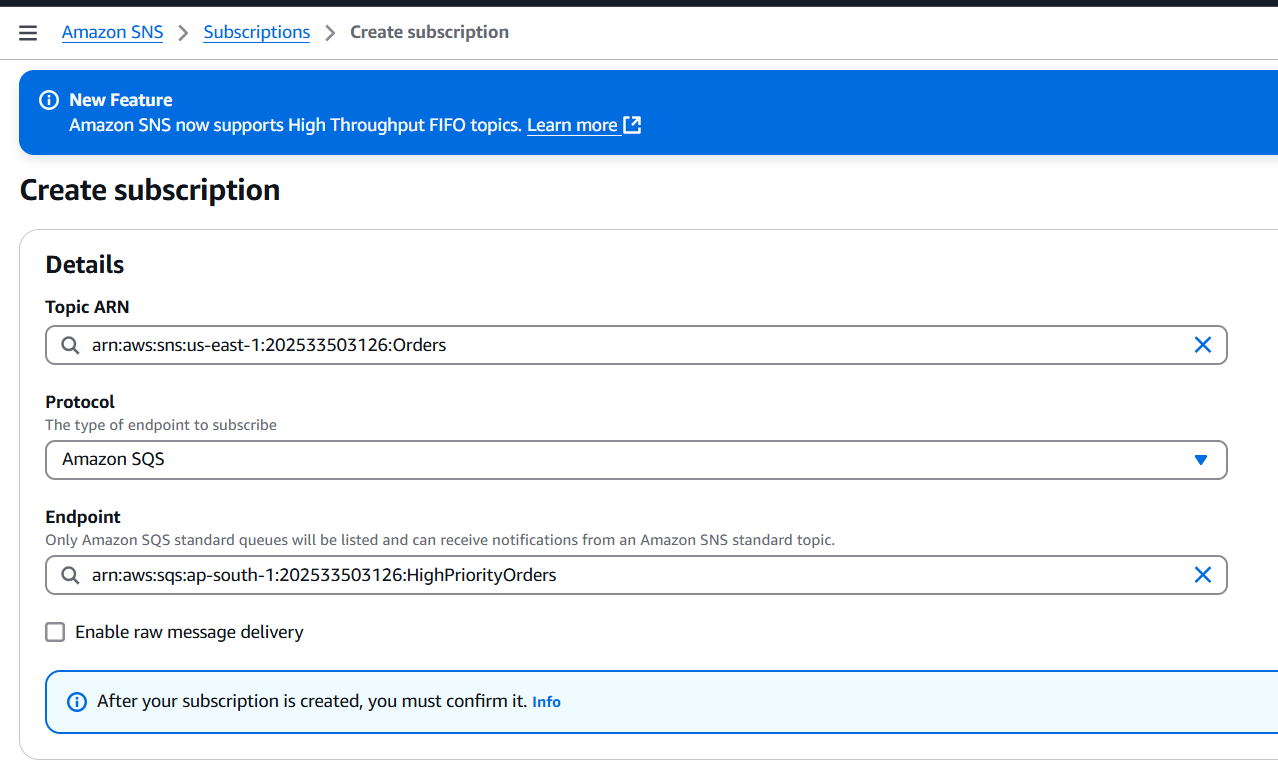 Amazon SNS > Subscriptions > Create subscription
New Feature
Amazon SNS now supports High Throughput FIFO topics. Learn more
Create subscription
Details
Topic ARN
arn:aws:sns:us-east-1:202533503126:Orders
Protocol
The type of endpoint to subscribe
Amazon SQS
Endpoint
Only Amazon SQS standard queues will be listed and can receive notifications from an Amazon SNS standard topic.
arn:aws:sqs:ap-south-1:202533503126:HighPriorityOrders
Enable raw message delivery
After your subscription is created, you must confirm it. Info